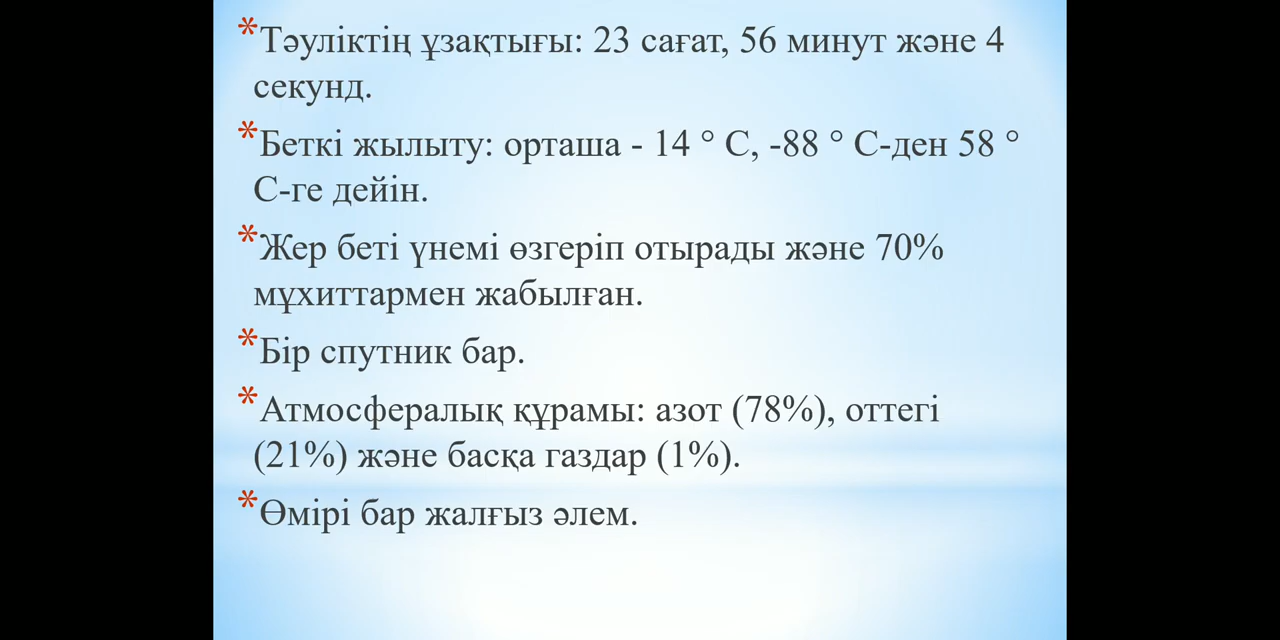 *Тәуліктің ұзақтығы: 23 сағат, 56 минут және 4
секунд.
*Беткі жылыту: орташа - 14 ° C, -88 ° C-ден 58 °
C-ге дейін.
*Жер беті үнемі өзгеріп отырады және 70%
мұхиттармен жабылған.
*Бір спутник бар.
*Атмосфералық құрамы: азот (78%), оттегі
(21%) және басқа газдар (1%).
*Өмірі бар жалғыз әлем.